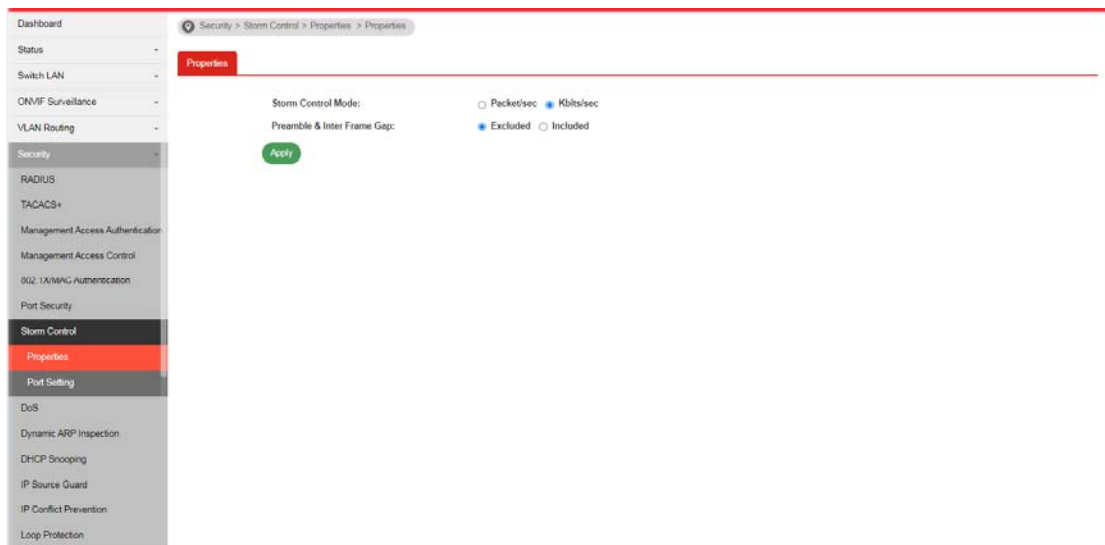 Dashboard
Security > Storm Control > Properties > Properties
Status
Switch LAN
ONVIF Surveillance
VLAN Routing
Security
RADIUS
TACACS+
Management Access Authentication
Management Access Control
802.1X/MAC Authentication
Port Security
Storm Control
Properties
Port Setting
DoS
Dynamic ARP Inspection
DHCP Snooping
IP Source Guard
IP Conflict Prevention
Loop Protection
Properties
Storm Control Mode: Packet/sec Kbits/sec
Preamble & Inter Frame Gap: Excluded Included
Apply